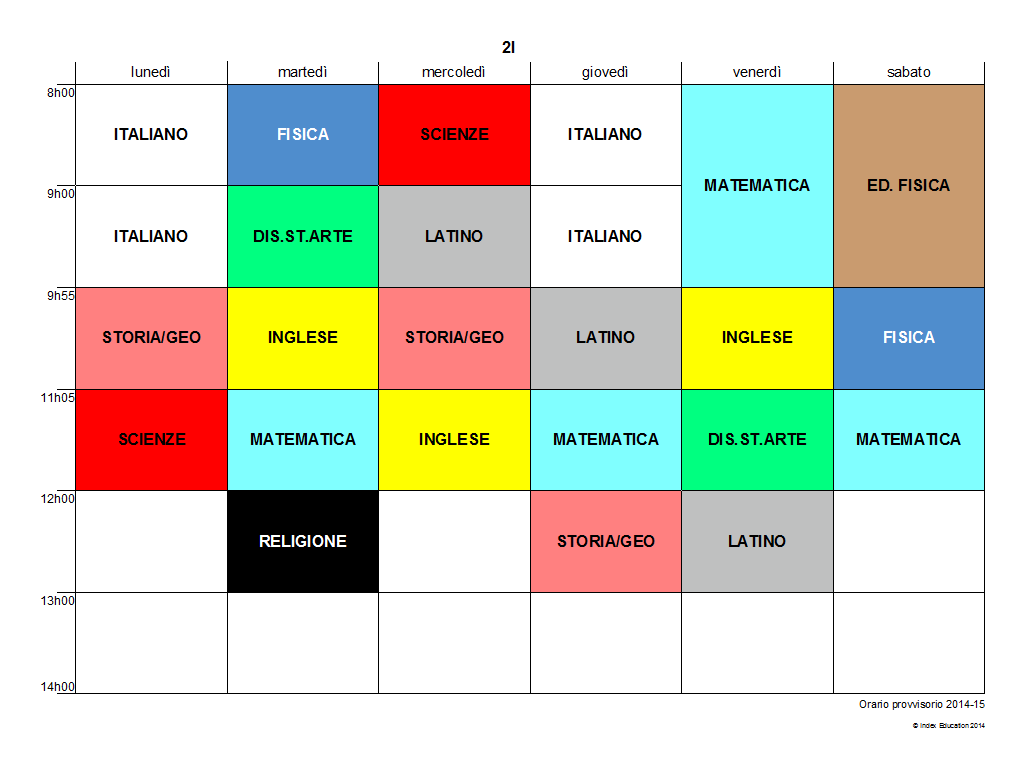 2I
lunedì martedì mercoledì giovedì venerdì sabato
8h00
ITALIANO FISICA SCIENZE ITALIANO
MATEMATICA ED. FISICA
9h00
ITALIANO DIS.ST.ARTE LATINO ITALIANO
9h55
STORIA/GEO INGLESE STORIA/GEO LATINO INGLESE FISICA
11h05
SCIENZE MATEMATICA INGLESE MATEMATICA DIS.ST.ARTE MATEMATICA
12h00
RELIGIONE STORIA/GEO LATINO
13h00
14h00
Orario provvisorio 2014-15
© Index Education 2014